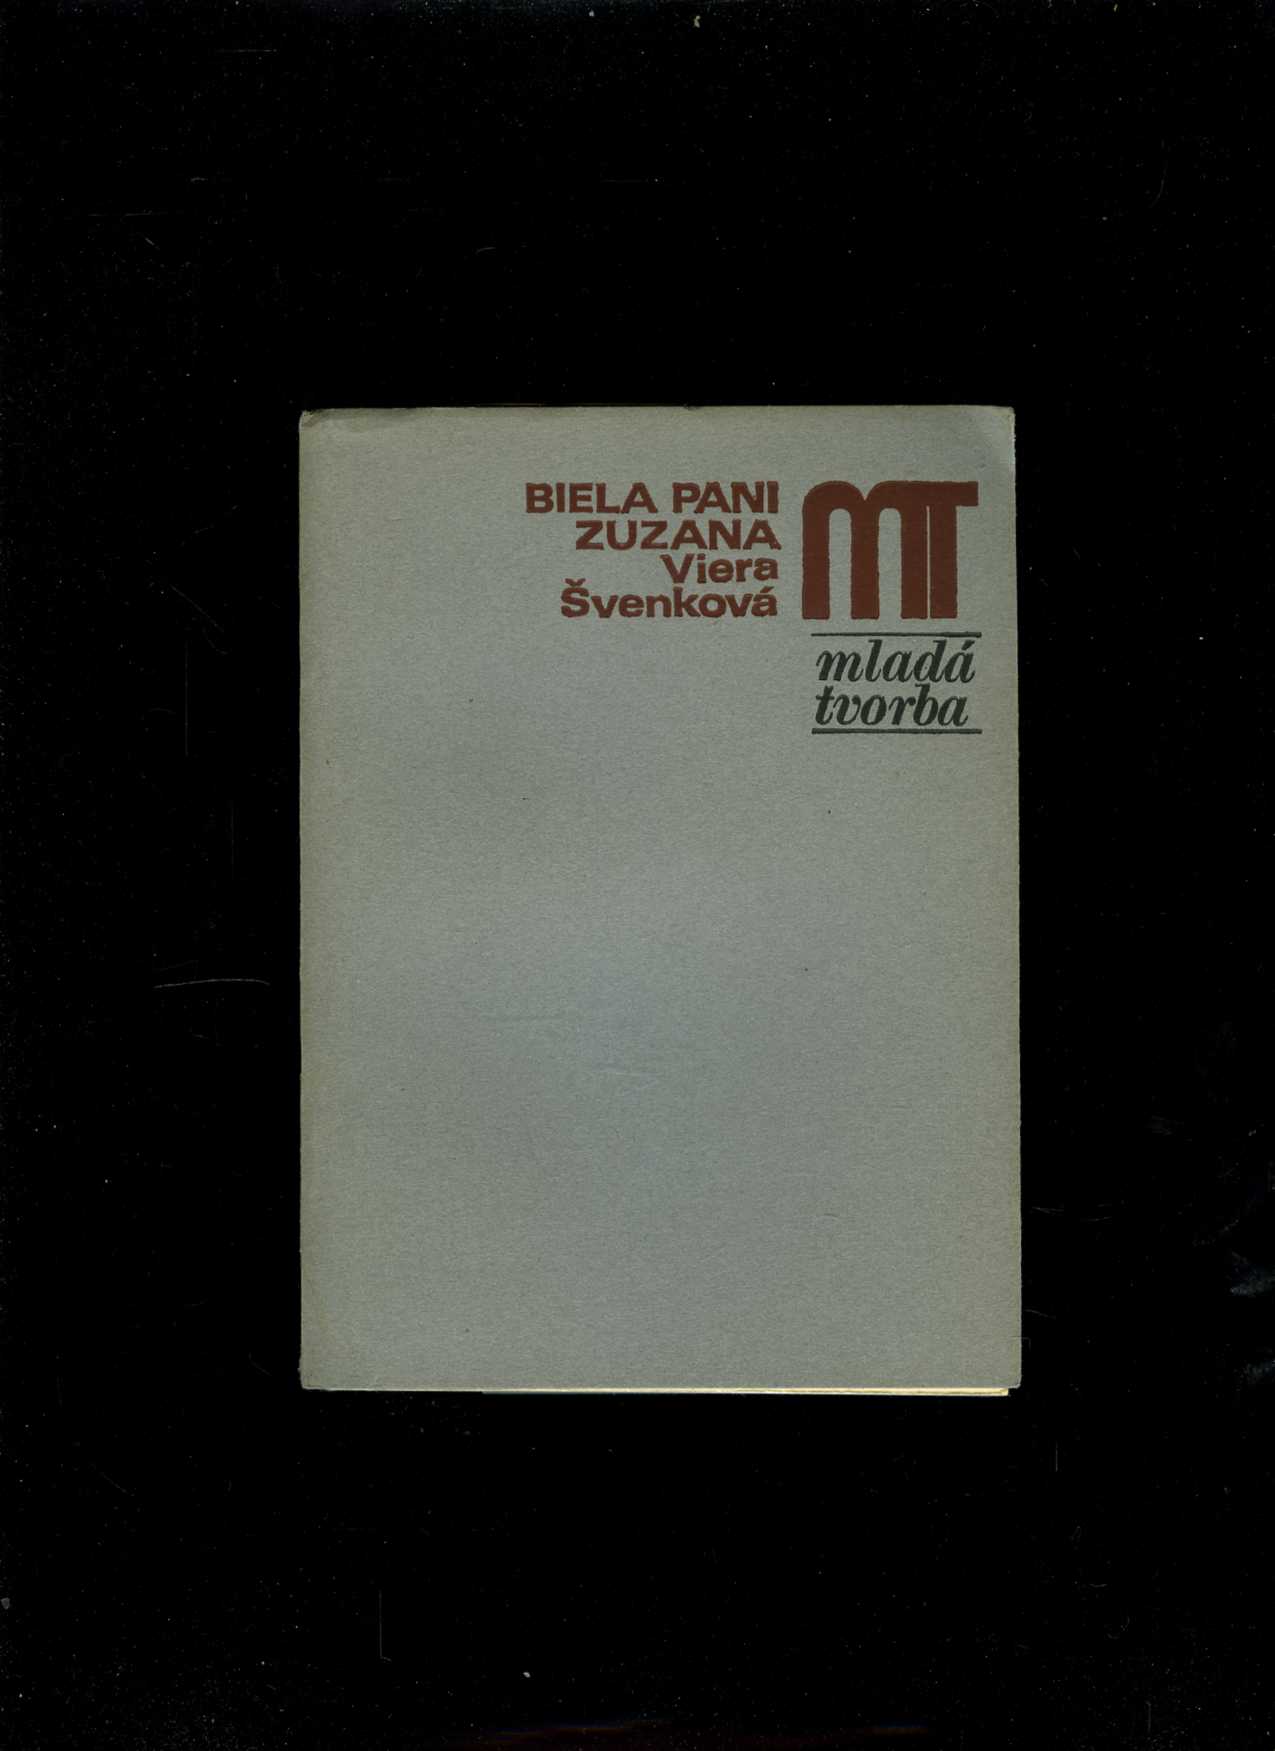 BIELA PANI
ZUZANA
Viera
Švenková
MT
mladá
tvorba